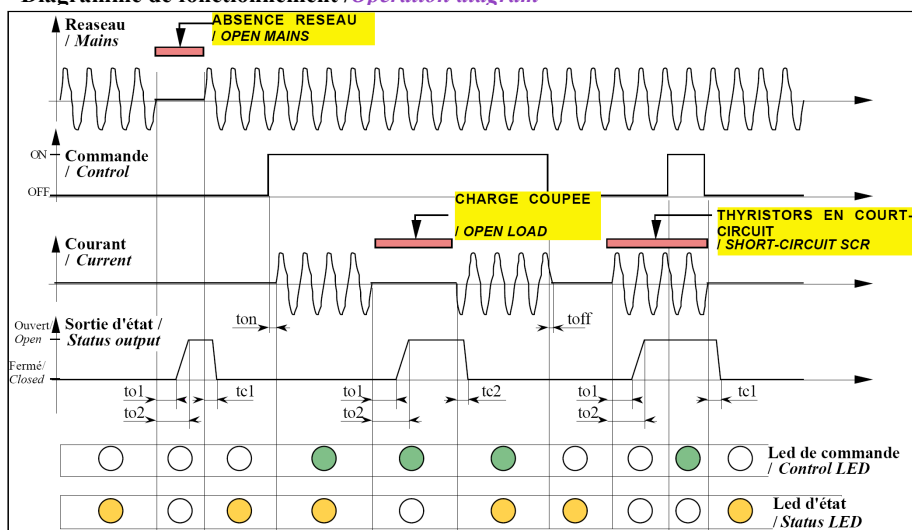 Diagramme de fonctionnement /Operation diagram
Reaseau
/ Mains
ABSENCE RESEAU
/ OPEN MAINS
ON
OFF
Commande
/ Control
CHARGE COUPEE
/ OPEN LOAD
THYRISTORS EN COURT-
CIRCUIT
/ SHORT-CIRCUIT SCR
Courant
/ Current
ton
toff
Ouvert/
Open
Sortie d'état /
Status output
Fermé/
Closed
to1
tc1
to2
to1
tc2
to2
to1
tc1
to2
Led de commande
/ Control LED
Led d'état
/ Status LED